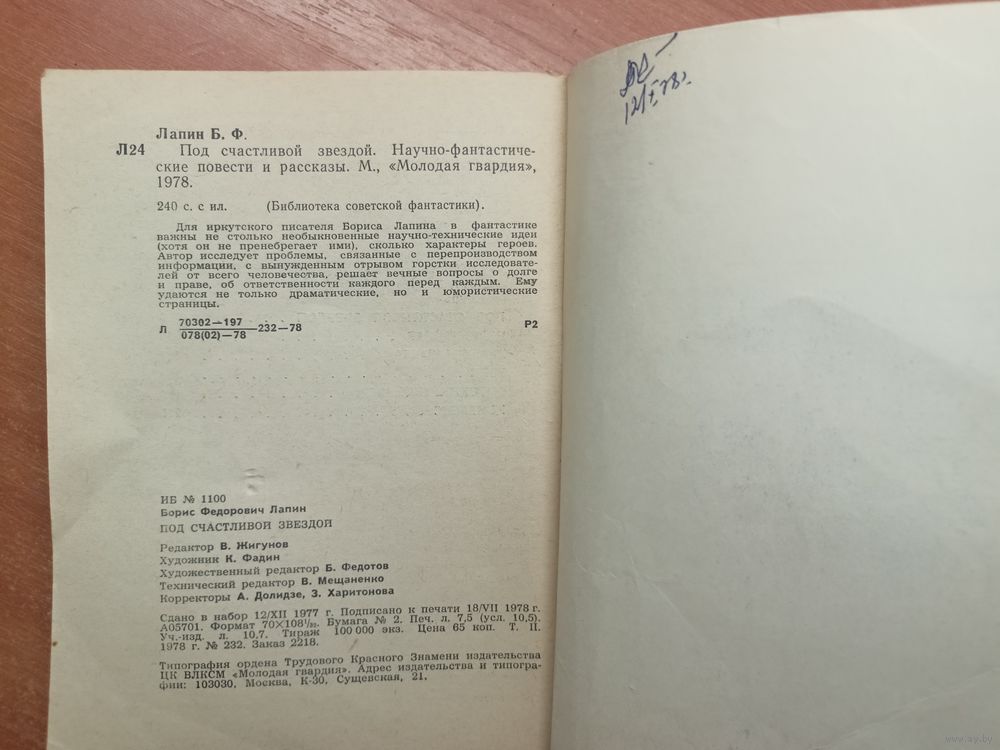 Лапин Б. Ф.
Л24 Под счастливой звездой. Научно-фантастиче-
ские повести и рассказы. М., «Молодая гвардия»,
1978.
240 с. с ил. (Библиотека советской фантастики).
Для иркутского писателя Бориса Лапина в фантастике
важны не столько необыкновенные научно-технические идеи
(хотя он не пренебрегает ими), сколько характеры героев.
Автор исследует проблемы, связанные с перепроизводством
информации, с вынужденным отрывом горстки исследовате-
лей от всего человечества, решает вечные вопросы о долге
и праве, об ответственности каждого перед каждым. Ему
удаются не только драматические, но и юмористические
страницы.
Л 70302—197
078(02)—78 232—78 Р2
ИБ № 1100
Борис Федорович Лапин
ПОД СЧАСТЛИВОЙ ЗВЕЗДОЙ
Редактор В. Жигунов
Художник К. Фадин
Художественный редактор Б. Федотов
Технический редактор В. Мещаненко
Корректоры А. Долидзе, З. Харитонова
Сдано в набор 12/XII 1977 г. Подписано к печати 18/VII 1978 г.
А05701. Формат 70×108¹/₃₂. Бумага № 2. Печ. л. 7,5 (усл. 10,5).
Уч.-изд. л. 10,7. Тираж 100 000 экз. Цена 65 коп. Т. П.
1978 г. № 232. Заказ 2218.
Типография ордена Трудового Красного Знамени издательства
ЦК ВЛКСМ «Молодая гвардия». Адрес издательства и типогра-
фии: 103030, Москва, К-30, Сущевская, 21.
www.ay.by